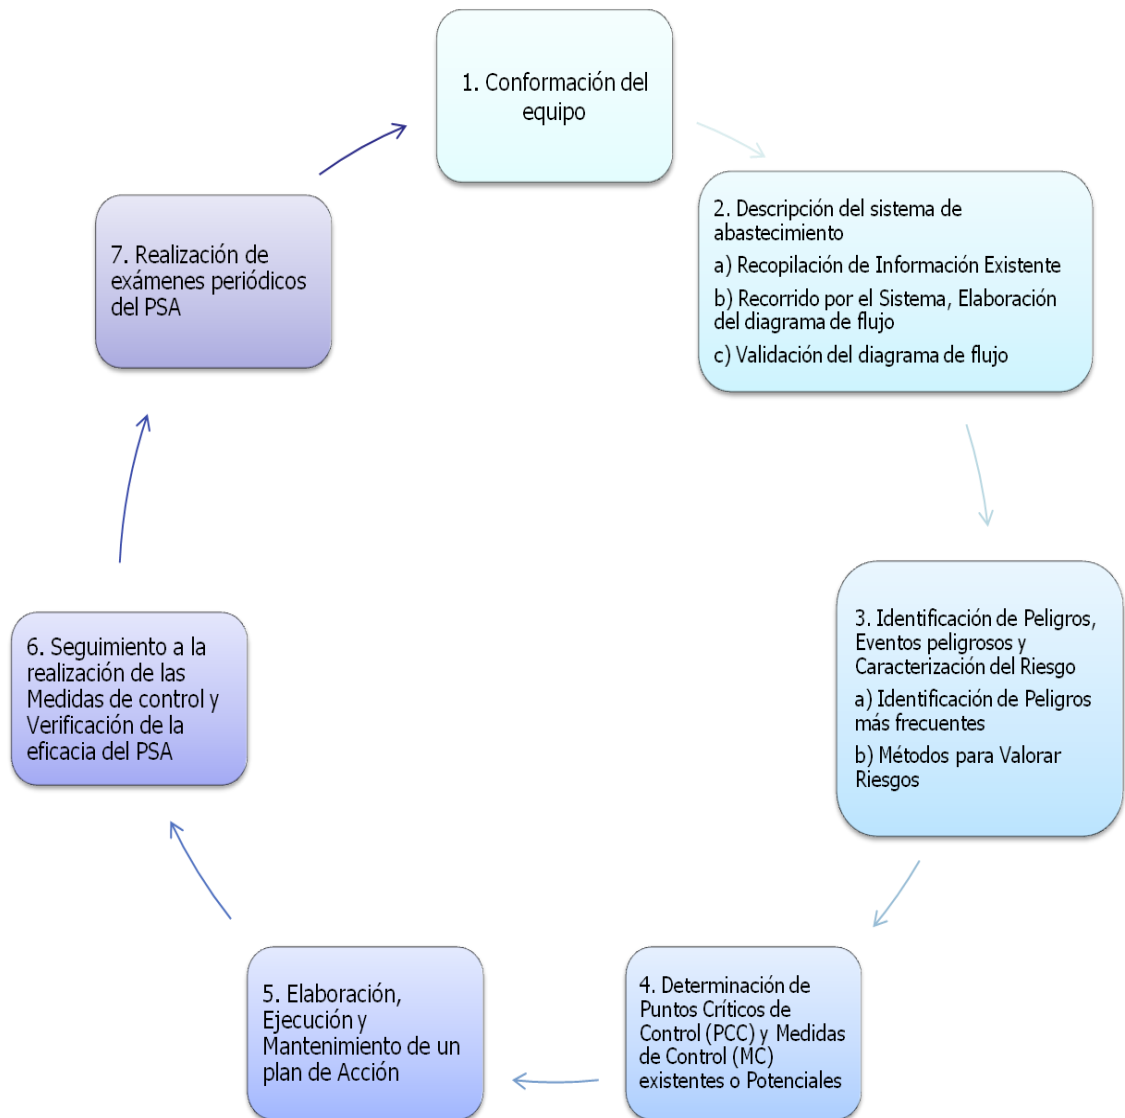 1. Conformación del
equipo
2. Descripción del sistema de
abastecimiento
a) Recopilación de Información Existente
b) Recorrido por el Sistema, Elaboración
del diagrama de flujo
c) Validación del diagrama de flujo
3. Identificación de Peligros,
Eventos peligrosos y
Caracterización del Riesgo
a) Identificación de Peligros
más frecuentes
b) Métodos para Valorar
Riesgos
4. Determinación de
Puntos Críticos de
Control (PCC) y Medidas
de Control (MC)
existentes o Potenciales
5. Elaboración,
Ejecución y
Mantenimiento de un
plan de Acción
6. Seguimiento a la
realización de las
Medidas de control y
Verificación de la
eficacia del PSA
7. Realización de
exámenes periódicos
del PSA